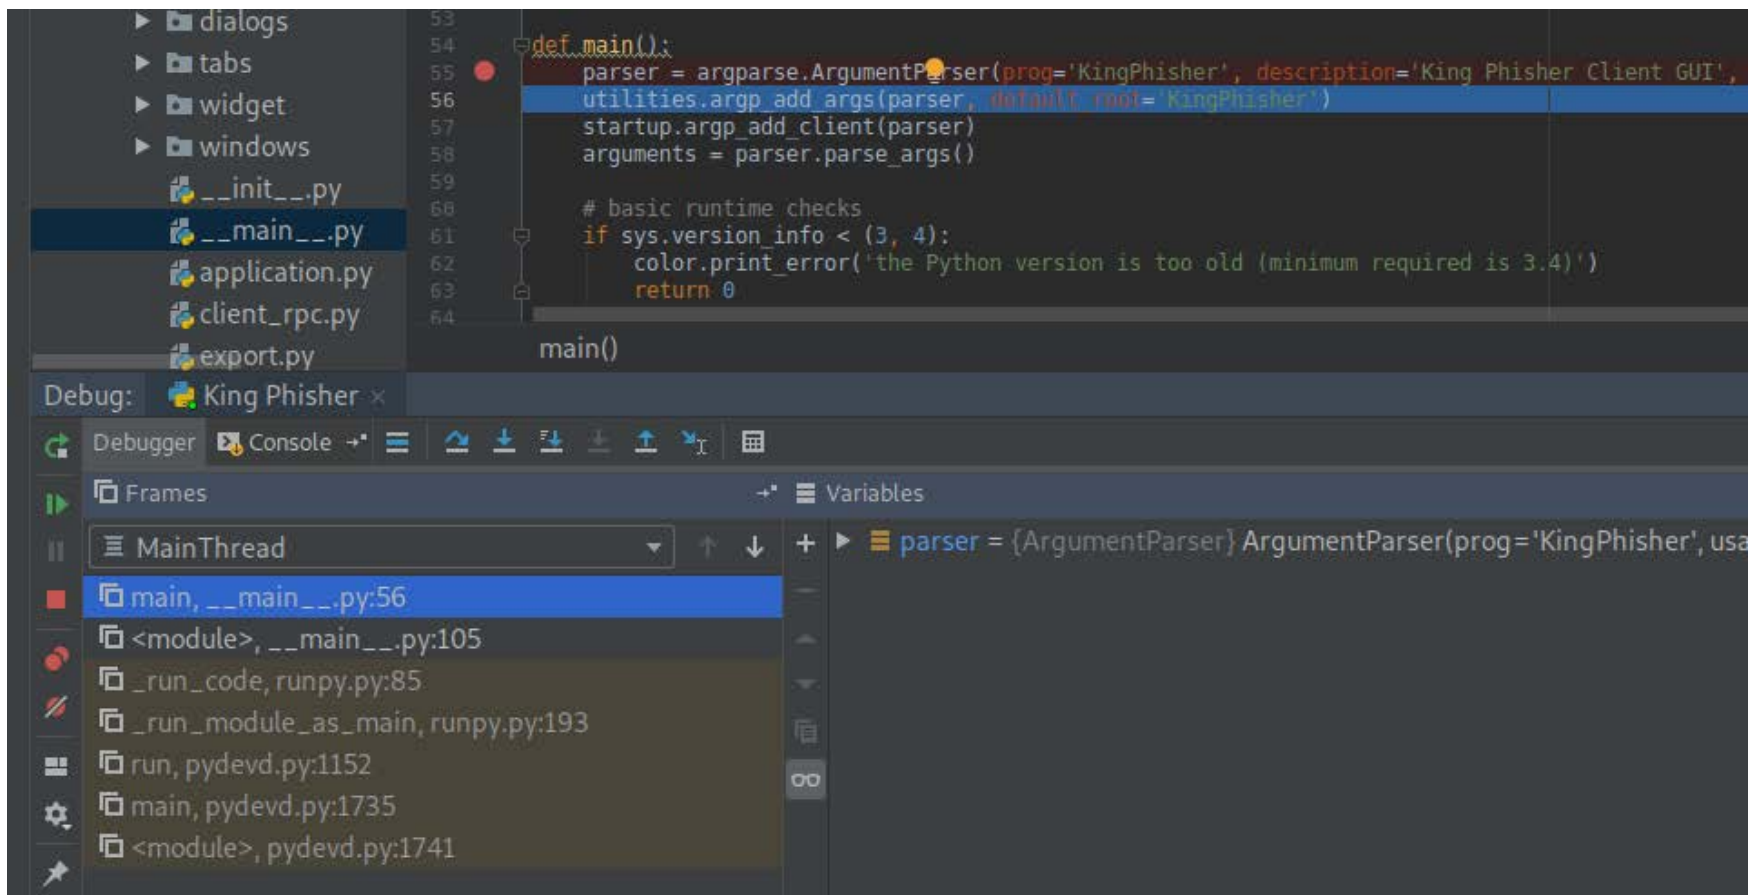 dialogs
tabs
widget
windows
__init__.py
__main__.py
application.py
client_rpc.py
export.py
53
54 def main():
55 parser = argparse.ArgumentParser(prog='KingPhisher', description='King Phisher Client GUI',
56 utilities.argp_add_args(parser, default_root='KingPhisher')
57 startup.argp_add_client(parser)
58 arguments = parser.parse_args()
59
60 # basic runtime checks
61 if sys.version_info < (3, 4):
62 color.print_error('the Python version is too old (minimum required is 3.4)')
63 return 0
64
main()
Debug: King Phisher
Debugger Console
Frames
Variables
MainThread
parser = {ArgumentParser} ArgumentParser(prog='KingPhisher', usa
main, __main__.py:56
<module>, __main__.py:105
_run_code, runpy.py:85
_run_module_as_main, runpy.py:193
run, pydevd.py:1152
main, pydevd.py:1735
<module>, pydevd.py:1741